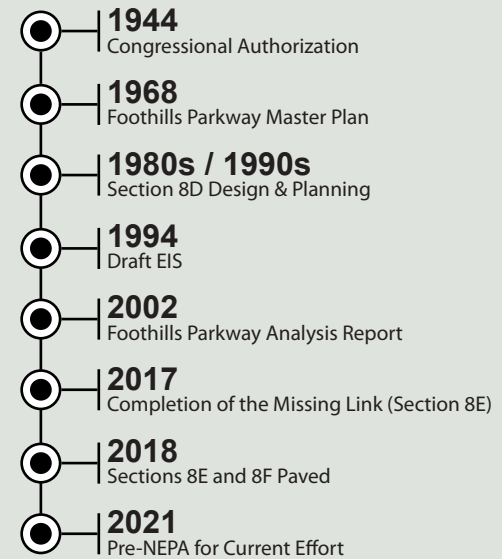 1944
Congressional Authorization
1968
Foothills Parkway Master Plan
1980s / 1990s
Section 8D Design & Planning
1994
Draft EIS
2002
Foothills Parkway Analysis Report
2017
Completion of the Missing Link (Section 8E)
2018
Sections 8E and 8F Paved
2021
Pre-NEPA for Current Effort